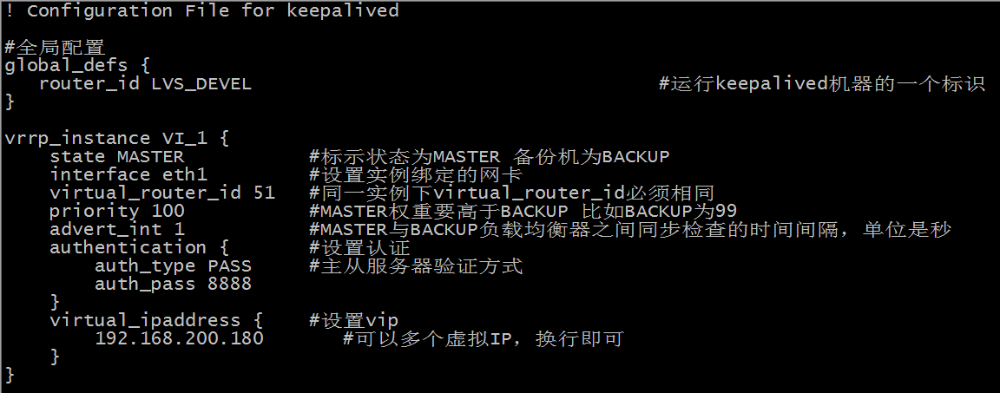 ! Configuration File for keepalived
#全局配置
global_defs {
   router_id LVS_DEVEL                                    #运行keepalived机器的一个标识
}
vrrp_instance VI_1 {
    state MASTER           #标示状态为MASTER 备份机为BACKUP
    interface eth1         #设置实例绑定的网卡
    virtual_router_id 51   #同一实例下virtual_router_id必须相同
    priority 100           #MASTER权重要高于BACKUP 比如BACKUP为99
    advert_int 1           #MASTER与BACKUP负载均衡器之间同步检查的时间间隔，单位是秒
    authentication {       #设置认证
        auth_type PASS     #主从服务器验证方式
        auth_pass 8888
    }
    virtual_ipaddress {    #设置vip
        192.168.200.180       #可以多个虚拟IP，换行即可
    }
}